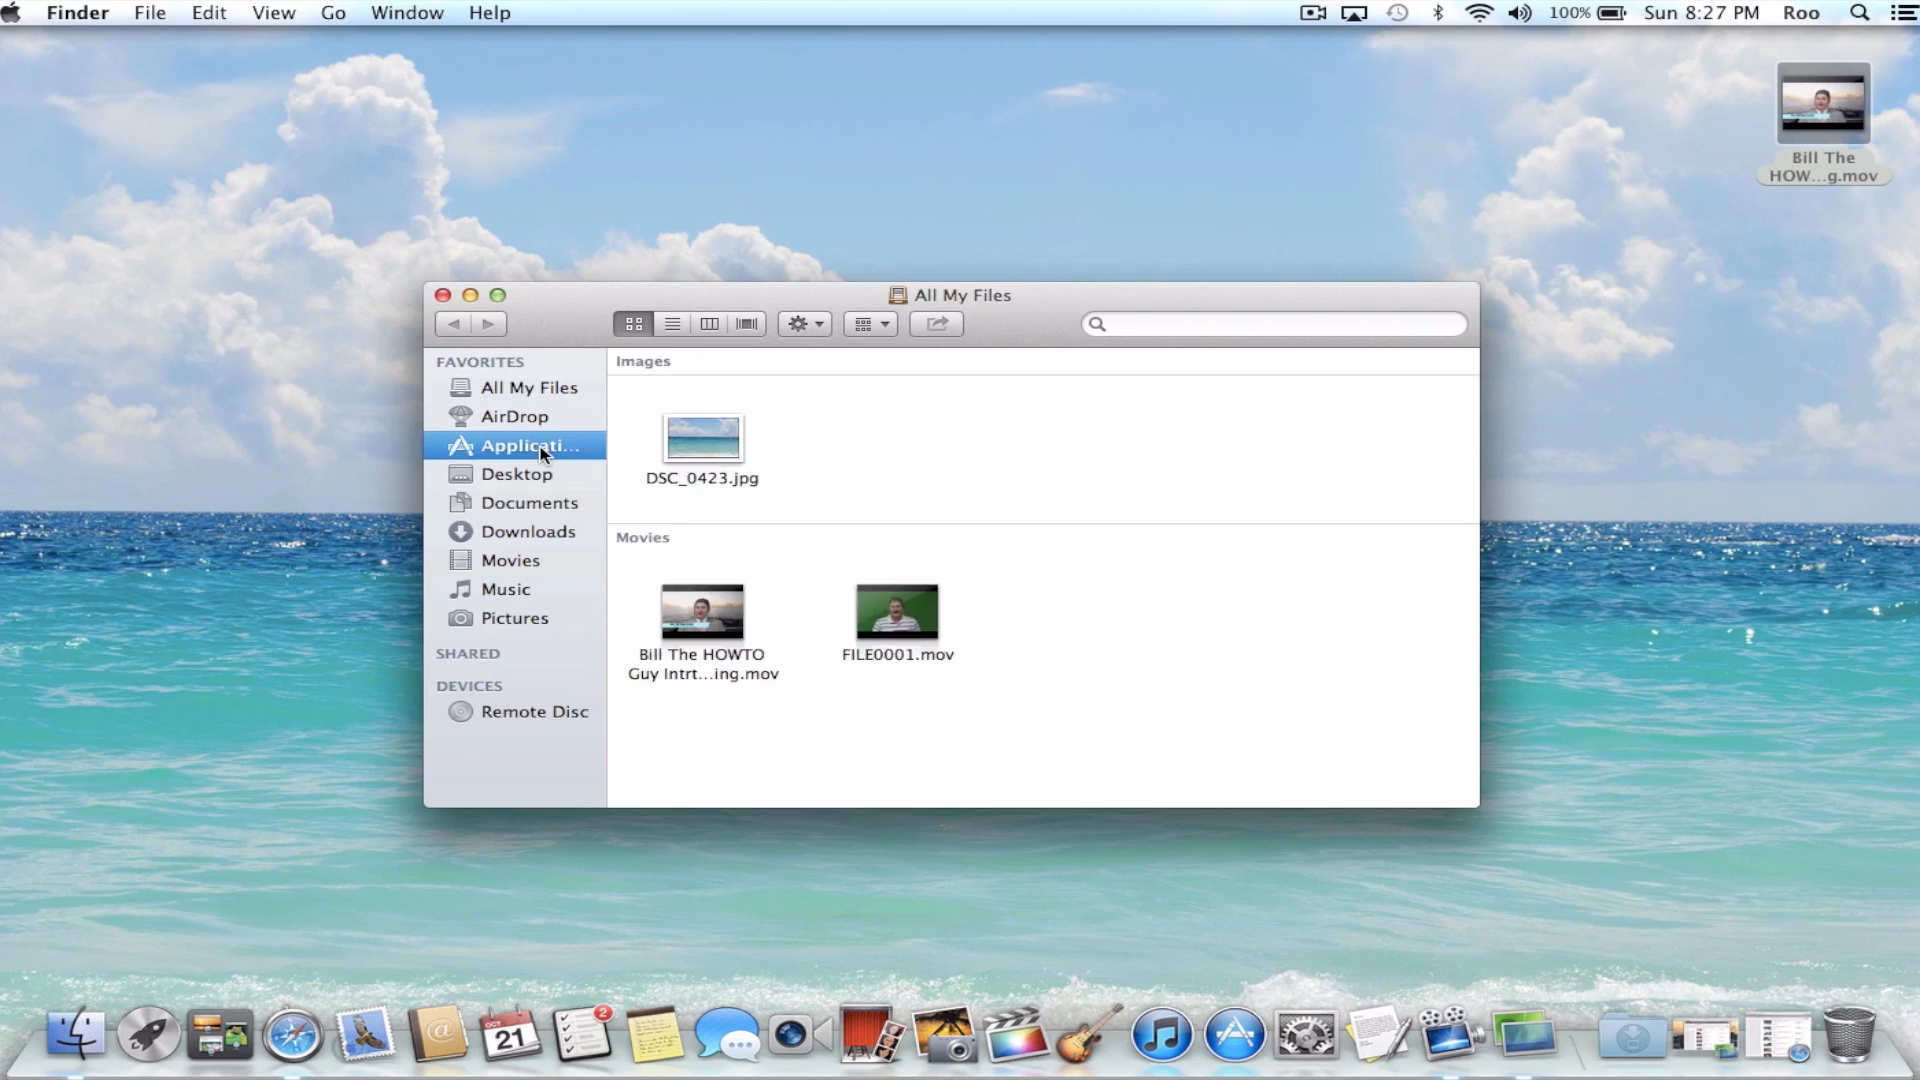 Finder File Edit View Go Window Help 100% Sun 8:27 PM Roo
Bill The
HOW...g.mov
All My Files
FAVORITES
All My Files
AirDrop
Applicati...
Desktop
Documents
Downloads
Movies
Music
Pictures
SHARED
DEVICES
Remote Disc
Images
DSC_0423.jpg
Movies
Bill The HOWTO
Guy Intrt...ing.mov
FILE0001.mov
OCT
21
2